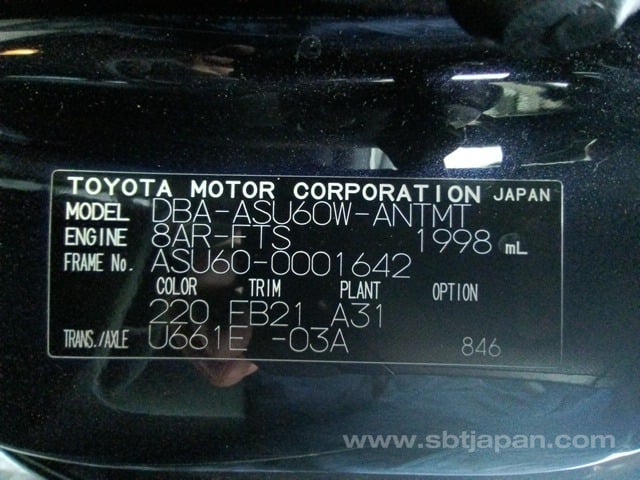 TOYOTA MOTOR CORPORATION JAPAN
MODEL DBA-ASU60W-ANTMT
ENGINE 8AR-FTS 1998 mL
FRAME No. ASU60-0001642
COLOR TRIM PLANT OPTION
220 FB21 A31
TRANS./AXLE U661E -03A 846
www.sbtjapan.com